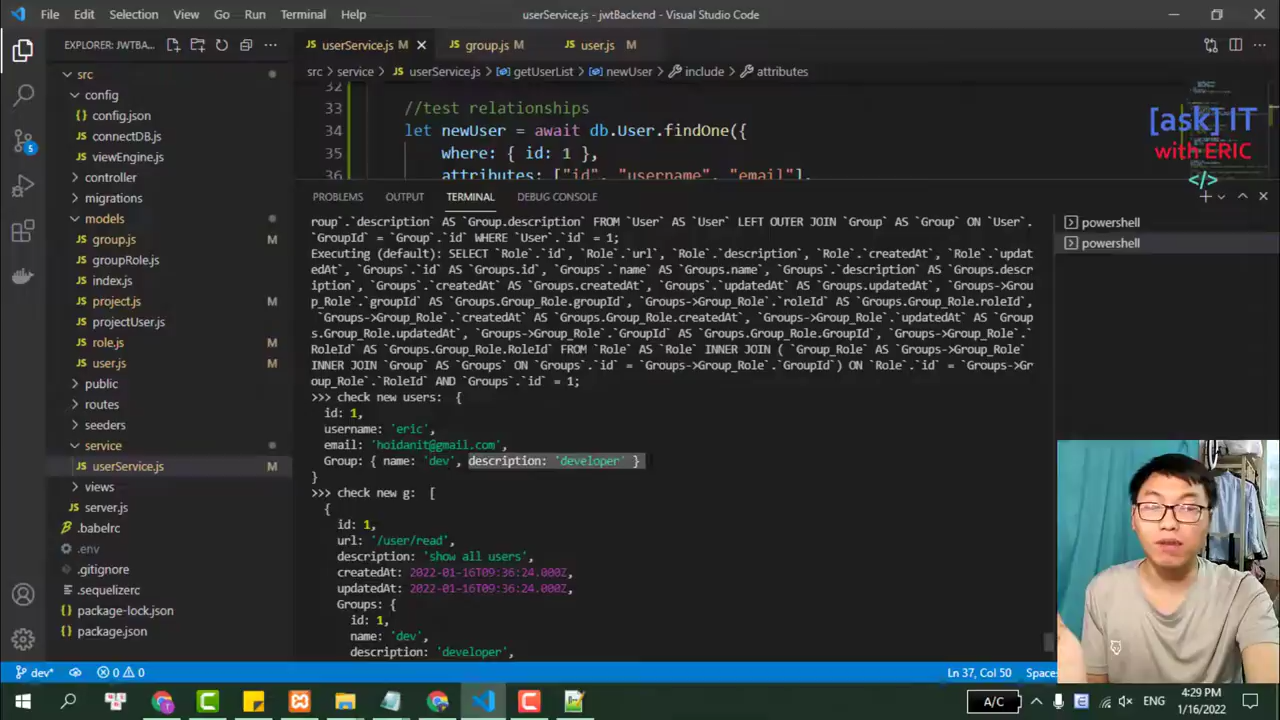 File Edit Selection View Go Run Terminal Help userService.js - jwtBackend - Visual Studio Code
EXPLORER: JWTBA...
userService.js M
group.js M
user.js M
src > service > userService.js > getUserList > newUser > include > attributes
src
config
config.json
connectDB.js
viewEngine.js
controller
migrations
models
group.js M
groupRole.js
index.js
project.js M
projectUser.js
role.js M
user.js M
public
routes
seeders
service
userService.js M
views
server.js
.babelrc
.env
.gitignore
.sequelizerc
package-lock.json
package.json
5
32
33 //test relationships
34 let newUser = await db.User.findOne({
35 where: { id: 1 },
36 attributes: ["id", "username", "email"],
[ask] IT
with ERIC
</>
PROBLEMS OUTPUT TERMINAL DEBUG CONSOLE
powershell
powershell
roup`.`description` AS `Group.description` FROM `User` AS `User` LEFT OUTER JOIN `Group` AS `Group` ON `User`.
`GroupId` = `Group`.`id` WHERE `User`.`id` = 1;
Executing (default): SELECT `Role`.`id`, `Role`.`url`, `Role`.`description`, `Role`.`createdAt`, `Role`.`updat
edAt`, `Groups`.`id` AS `Groups.id`, `Groups`.`name` AS `Groups.name`, `Groups`.`description` AS `Groups.descr
iption`, `Groups`.`createdAt` AS `Groups.createdAt`, `Groups`.`updatedAt` AS `Groups.updatedAt`, `Groups->Grou
p_Role`.`groupId` AS `Groups.Group_Role.groupId`, `Groups->Group_Role`.`roleId` AS `Groups.Group_Role.roleId`,
`Groups->Group_Role`.`createdAt` AS `Groups.Group_Role.createdAt`, `Groups->Group_Role`.`updatedAt` AS `Group
s.Group_Role.updatedAt`, `Groups->Group_Role`.`GroupId` AS `Groups.Group_Role.GroupId`, `Groups->Group_Role`.`
RoleId` AS `Groups.Group_Role.RoleId` FROM `Role` AS `Role` INNER JOIN ( `Group_Role` AS `Groups->Group_Role`
INNER JOIN `Group` AS `Groups` ON `Groups`.`id` = `Groups->Group_Role`.`GroupId`) ON `Role`.`id` = `Groups->Gr
oup_Role`.`RoleId` AND `Groups`.`id` = 1;
>>> check new users: {
id: 1,
username: 'eric',
email: 'hoidanit@gmail.com',
Group: { name: 'dev', description: 'developer' }
}
>>> check new g: [
{
id: 1,
url: '/user/read',
description: 'show all users',
createdAt: 2022-01-16T09:36:24.000Z,
updatedAt: 2022-01-16T09:36:24.000Z,
Groups: {
id: 1,
name: 'dev',
description: 'developer',
dev* 0 0 Ln 37, Col 50 Space
A/C ENG 4:29 PM
1/16/2022